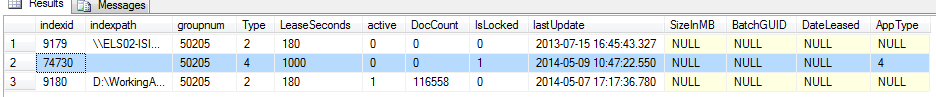 Results Messages
indexid indexpath groupnum Type LeaseSeconds active DocCount IsLocked lastUpdate SizeInMB BatchGUID DateLeased AppType
1 9179 \\ELS02-ISI... 50205 2 180 0 0 0 2013-07-15 16:45:43.327 NULL NULL NULL NULL
2 74730 50205 4 1000 0 0 1 2014-05-09 10:47:22.550 NULL NULL NULL 4
3 9180 D:\WorkingA... 50205 2 180 1 116558 0 2014-05-07 17:17:36.780 NULL NULL NULL NULL